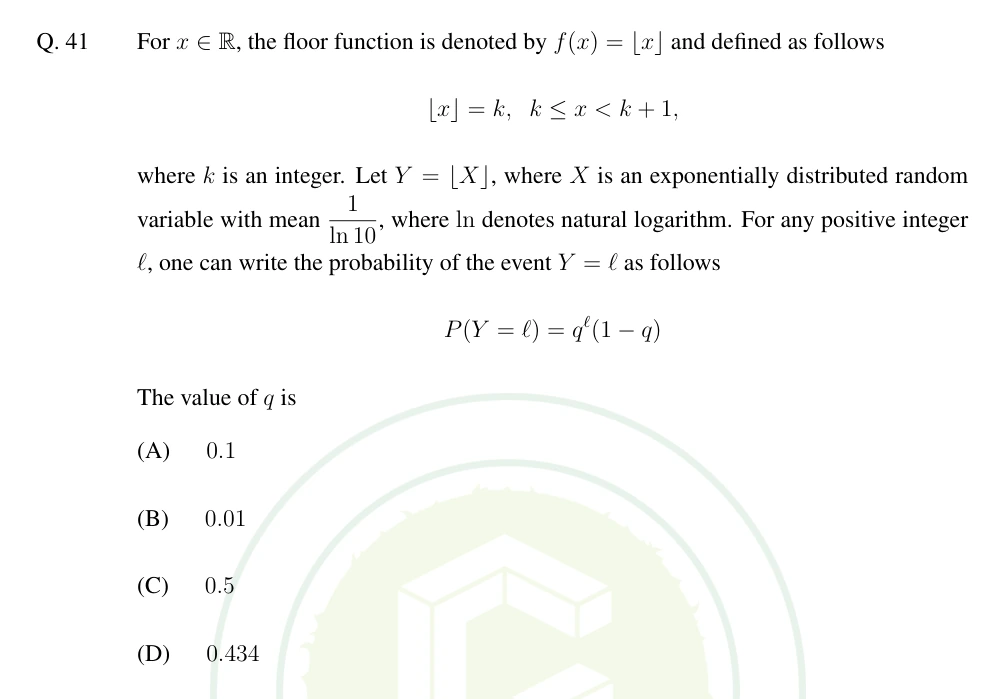 Q. 41 For x ∈ ℝ, the floor function is denoted by f(x) = ⌊x⌋ and defined as follows
⌊x⌋ = k, k ≤ x < k + 1,
where k is an integer. Let Y = ⌊X⌋, where X is an exponentially distributed random
variable with mean 1/ln 10, where ln denotes natural logarithm. For any positive integer
ℓ, one can write the probability of the event Y = ℓ as follows
P(Y = ℓ) = q^ℓ(1 − q)
The value of q is
(A) 0.1
(B) 0.01
(C) 0.5
(D) 0.434